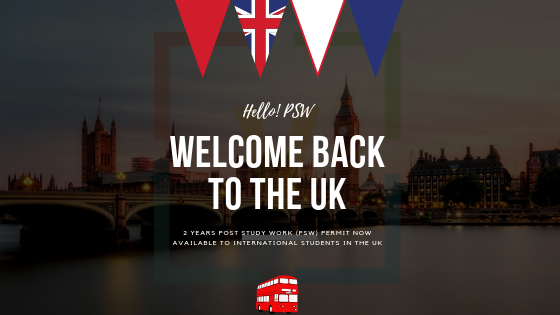 Hello! PSW
WELCOME BACK
TO THE UK
2 YEARS POST STUDY WORK (PSW) PERMIT NOW
AVAILABLE TO INTERNATIONAL STUDENTS IN THE UK